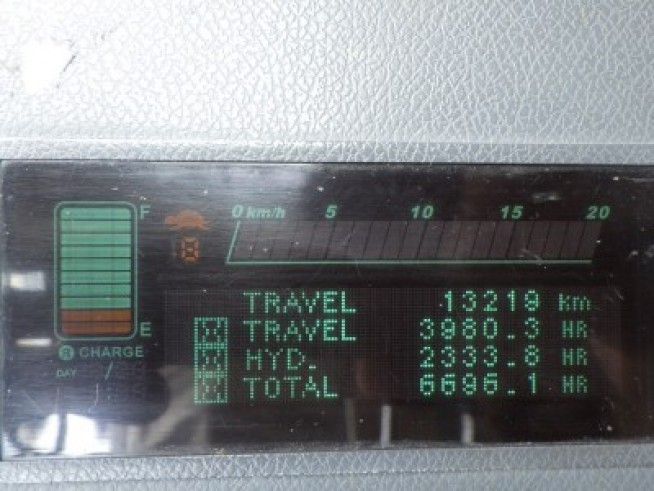 F
0 km/h 5 10 15 20
TRAVEL 13219 km
TRAVEL 3980.3 HR
E
HYD. 2333.8 HR
R CHARGE
TOTAL 6696.1 HR
DAY /